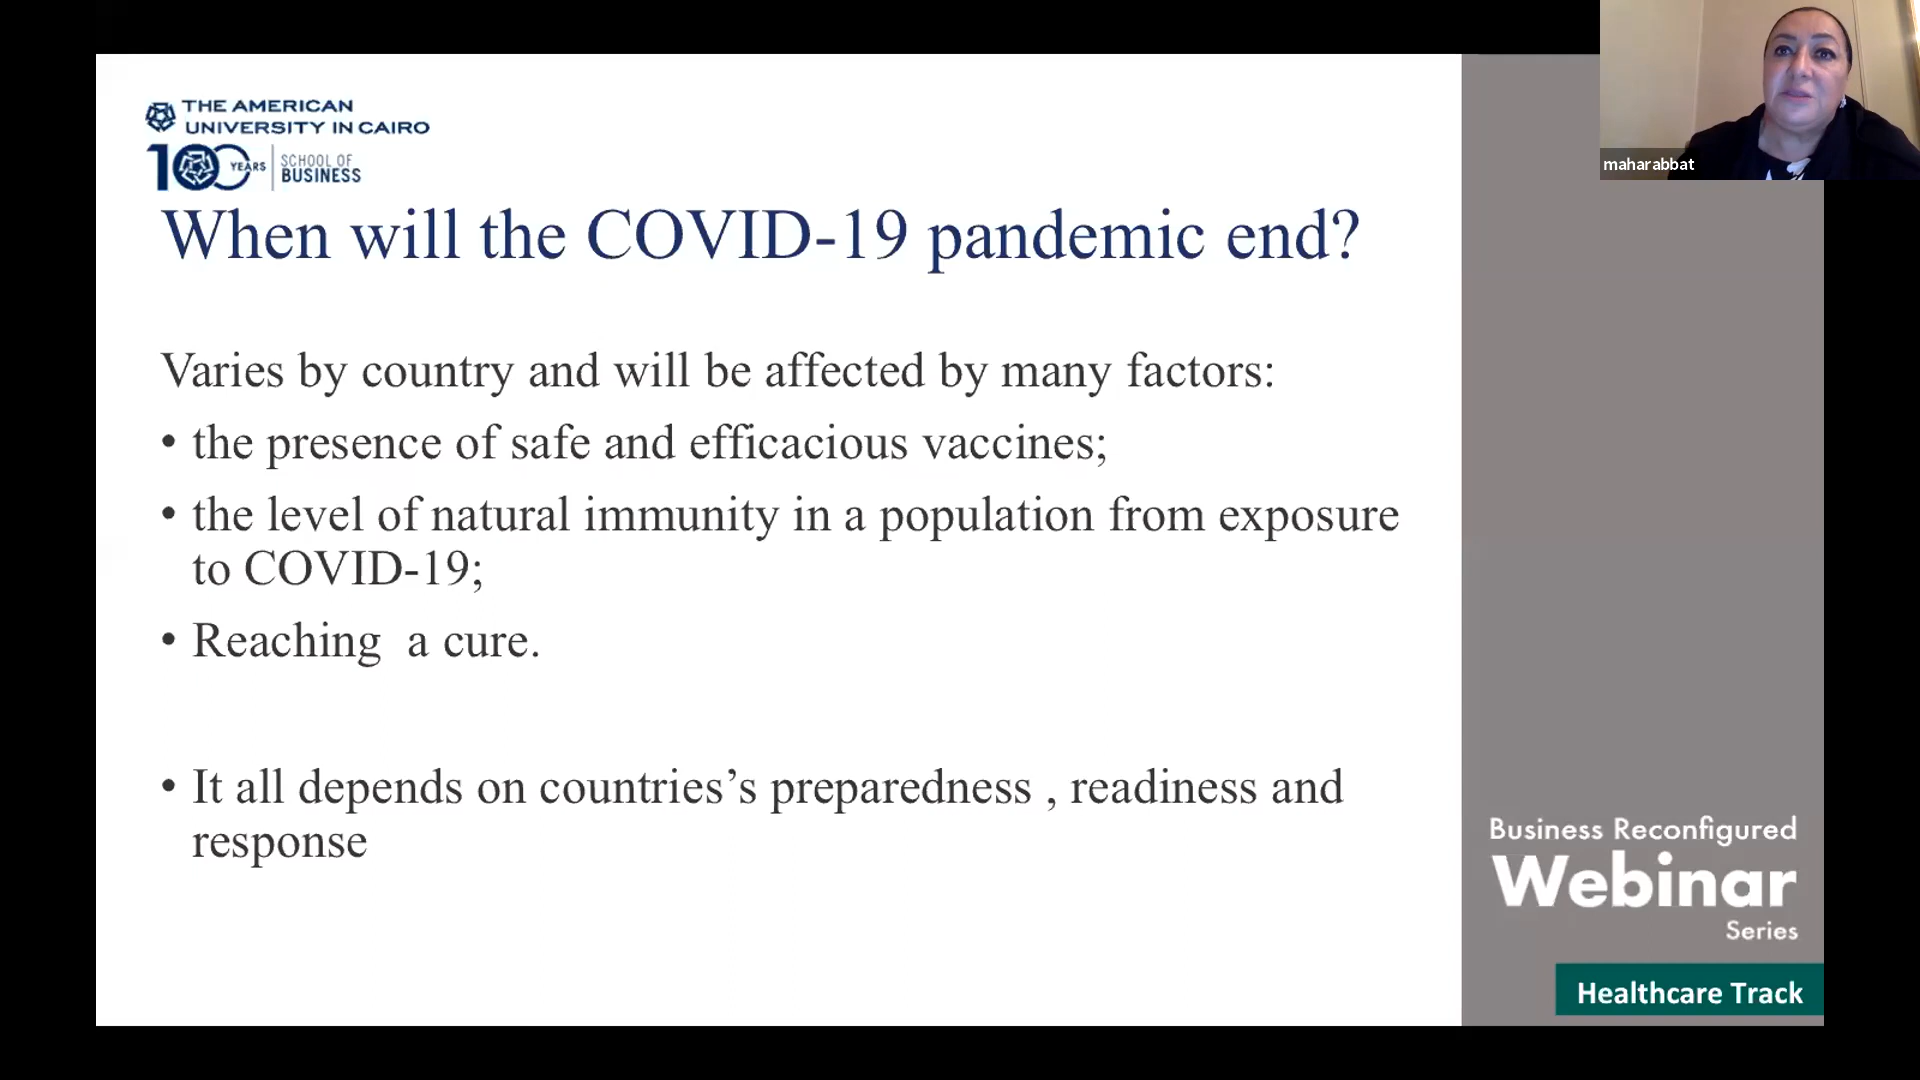 THE AMERICAN
UNIVERSITY IN CAIRO
100 YEARS
SCHOOL OF
BUSINESS
maharabbat
When will the COVID-19 pandemic end?
Varies by country and will be affected by many factors:
• the presence of safe and efficacious vaccines;
• the level of natural immunity in a population from exposure
to COVID-19;
• Reaching  a cure.
• It all depends on countries’s preparedness , readiness and
response
Business Reconfigured
Webinar
Series
Healthcare Track